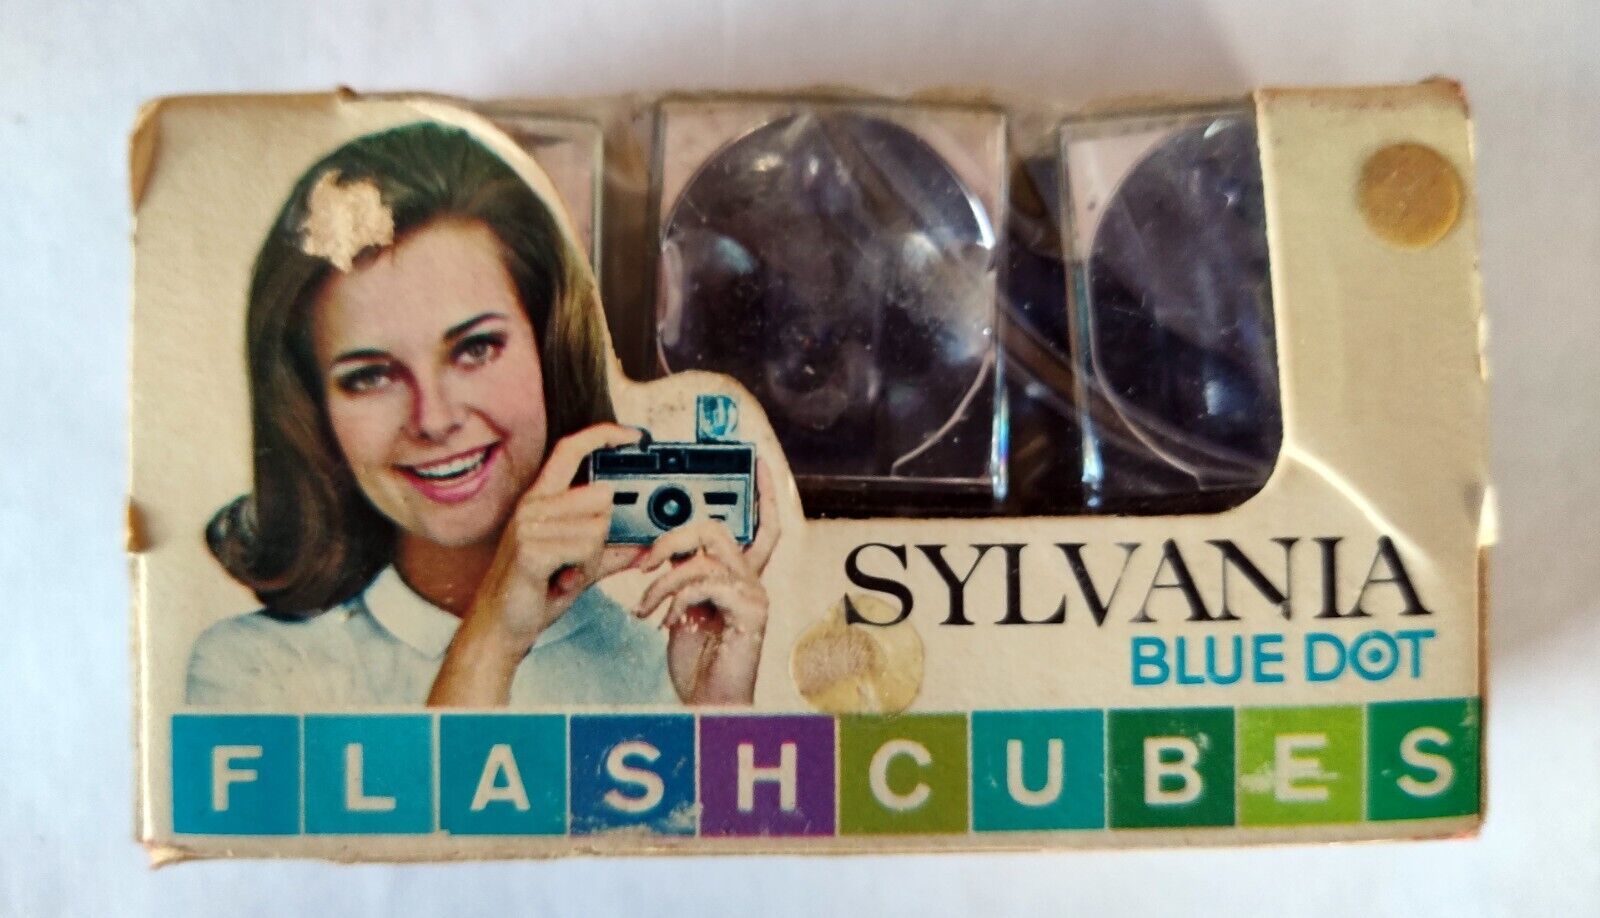 SYLVANIA
BLUE DOT
FLASHCUBES